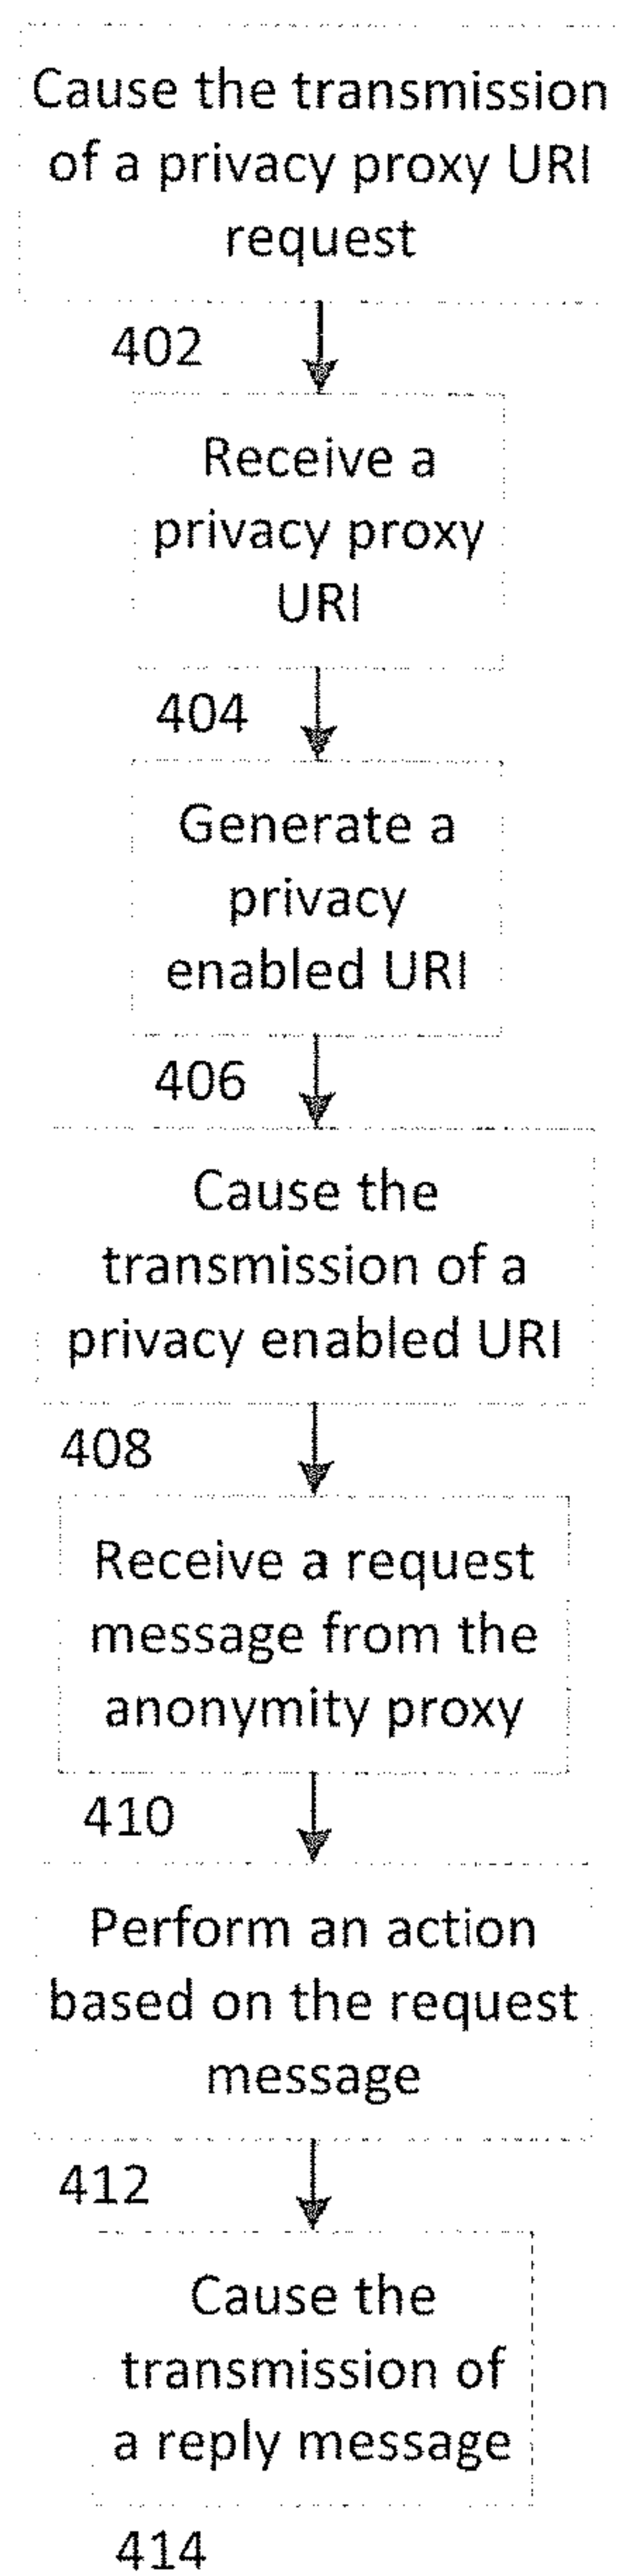 Cause the transmission
of a privacy proxy URI
request
402
Receive a
privacy proxy
URI
404
Generate a
privacy
enabled URI
406
Cause the
transmission of a
privacy enabled URI
408
Receive a request
message from the
anonymity proxy
410
Perform an action
based on the request
message
412
Cause the
transmission of
a reply message
414